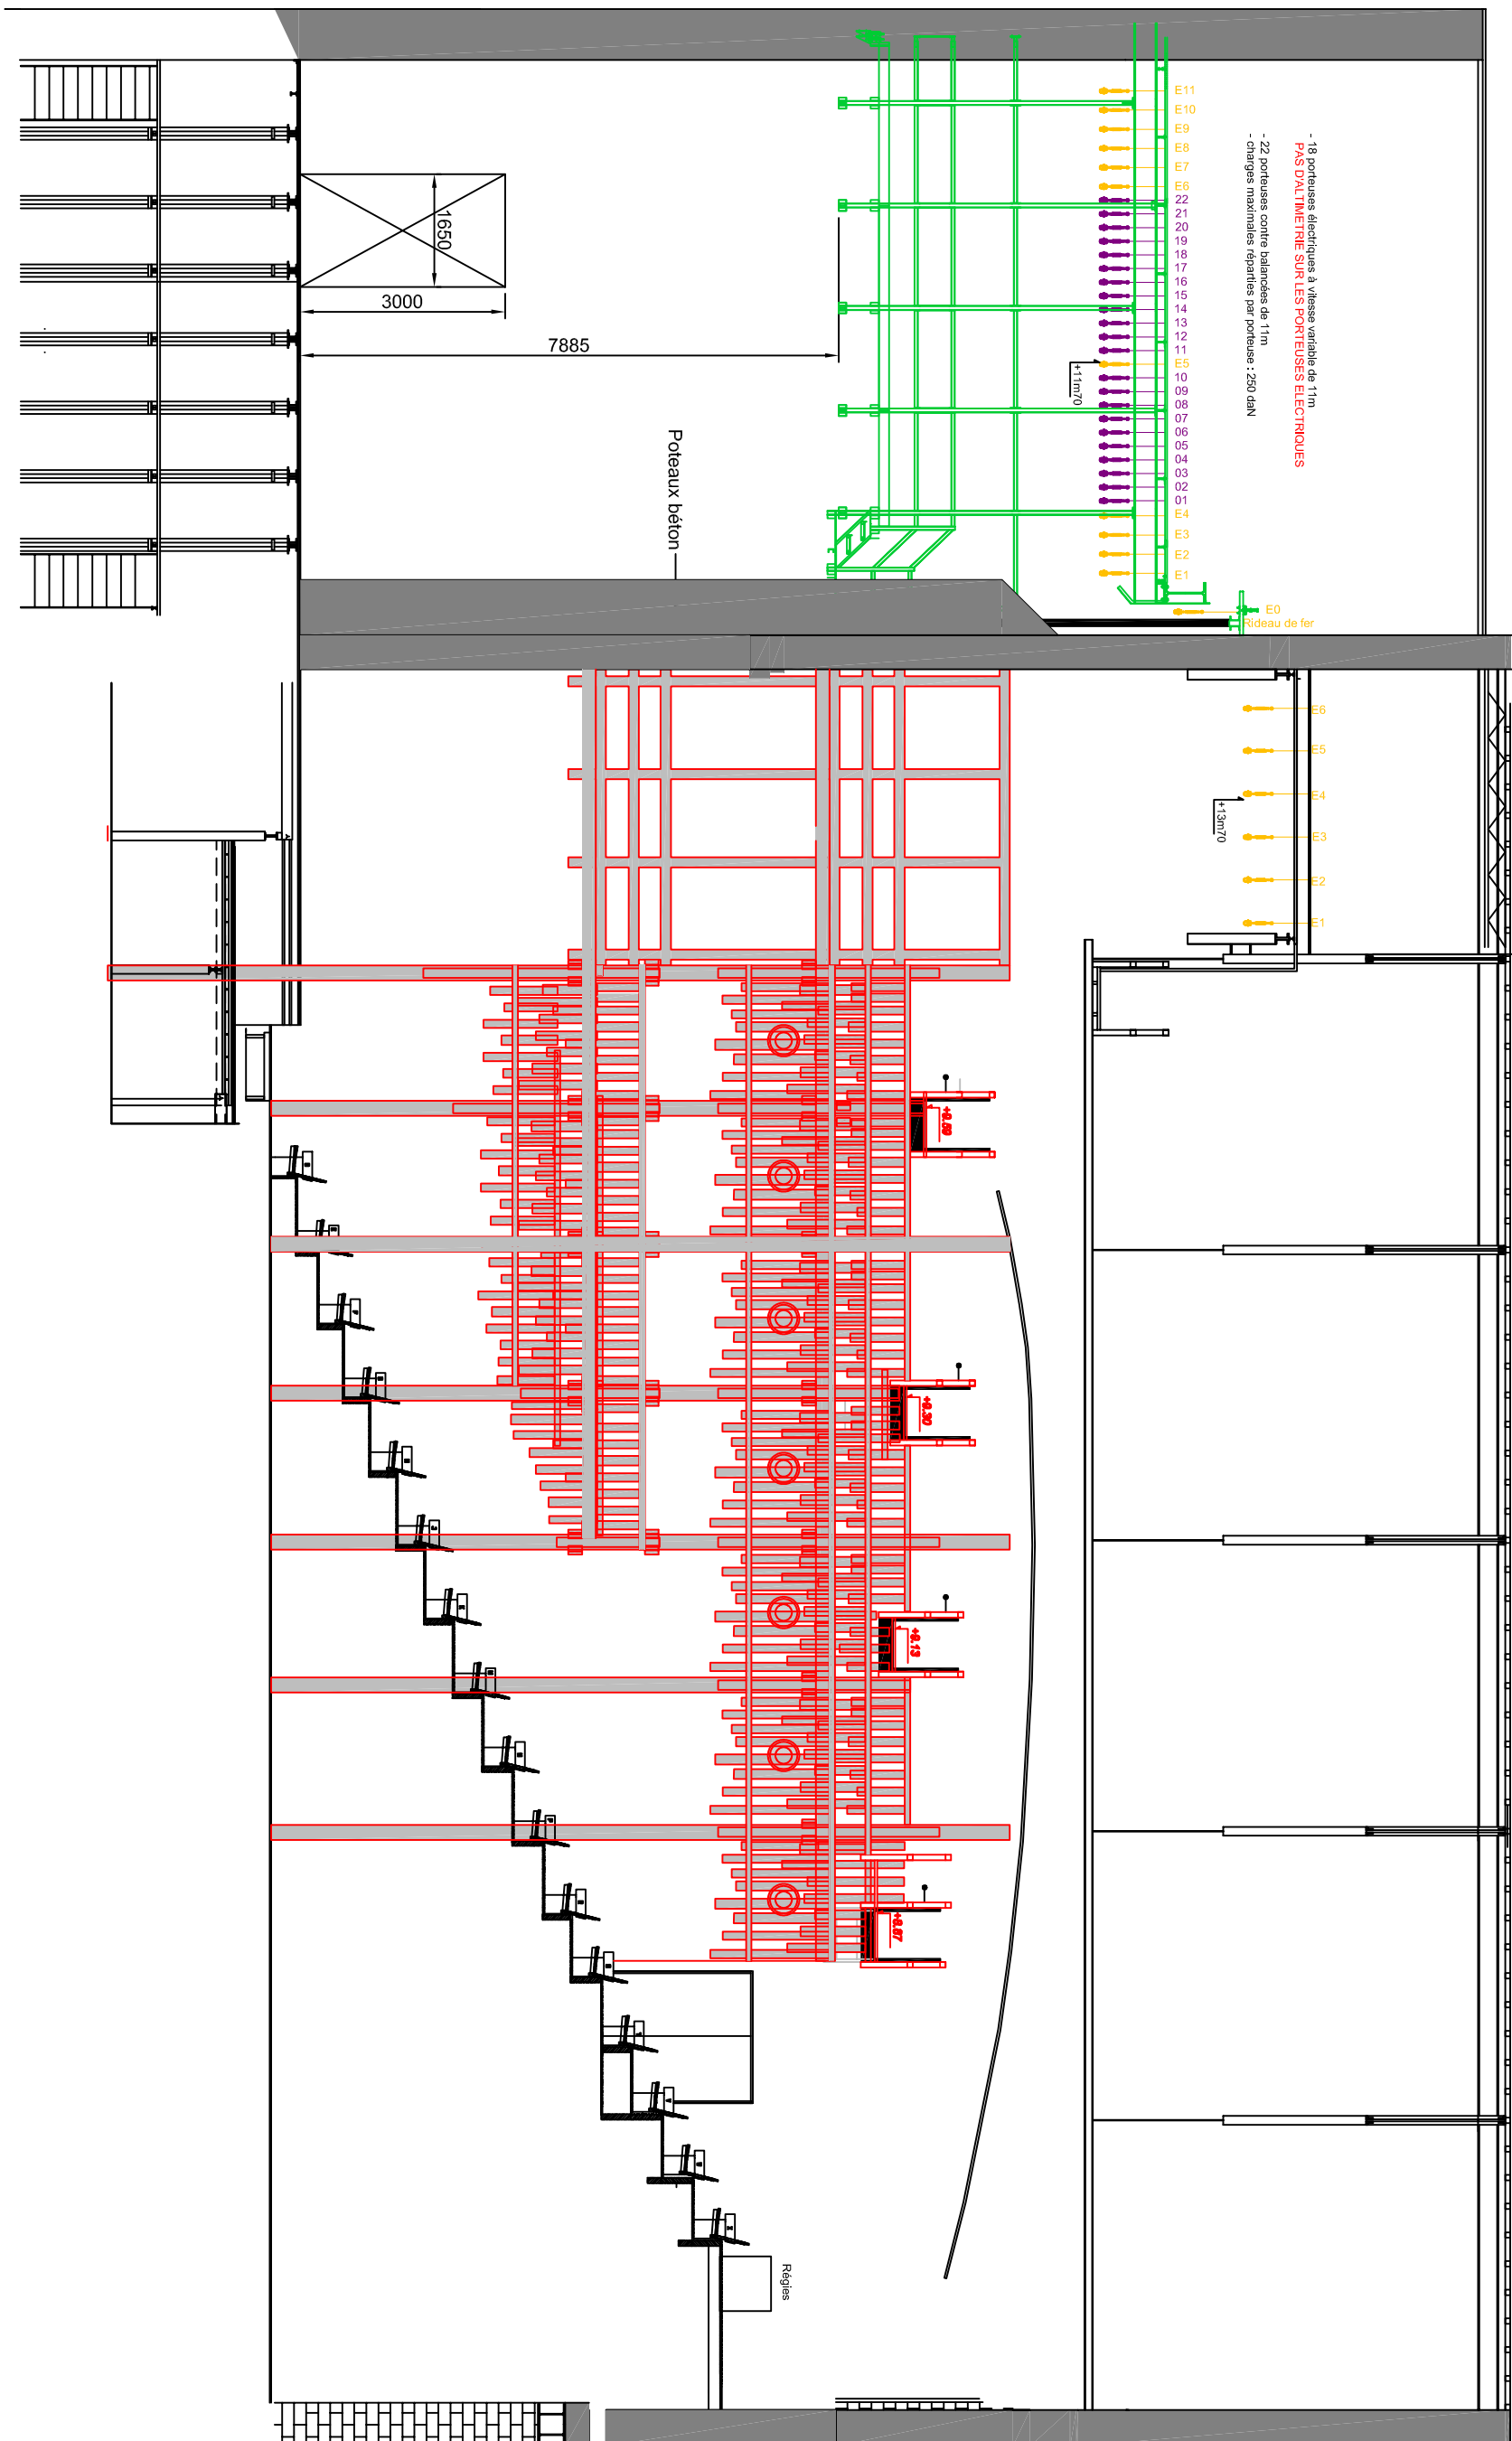 - 18 porteuses électriques à vitesse variable de 11m
PAS D'ALTIMETRIE SUR LES PORTEUSES ELECTRIQUES
- 22 porteuses contre balancées de 11m
- charges maximales réparties par porteuse : 250 daN
E11
E10
E9
E8
E7
E6
22
21
20
19
18
17
16
15
14
13
12
11
E5
10
09
08
07
06
05
04
03
02
01
E4
E3
E2
E1
E0
Rideau de fer
+11m70
1650
3000
7885
Poteaux béton
E6
E5
E4
E3
E2
E1
+13m70
+8.30
+8.13
Régies